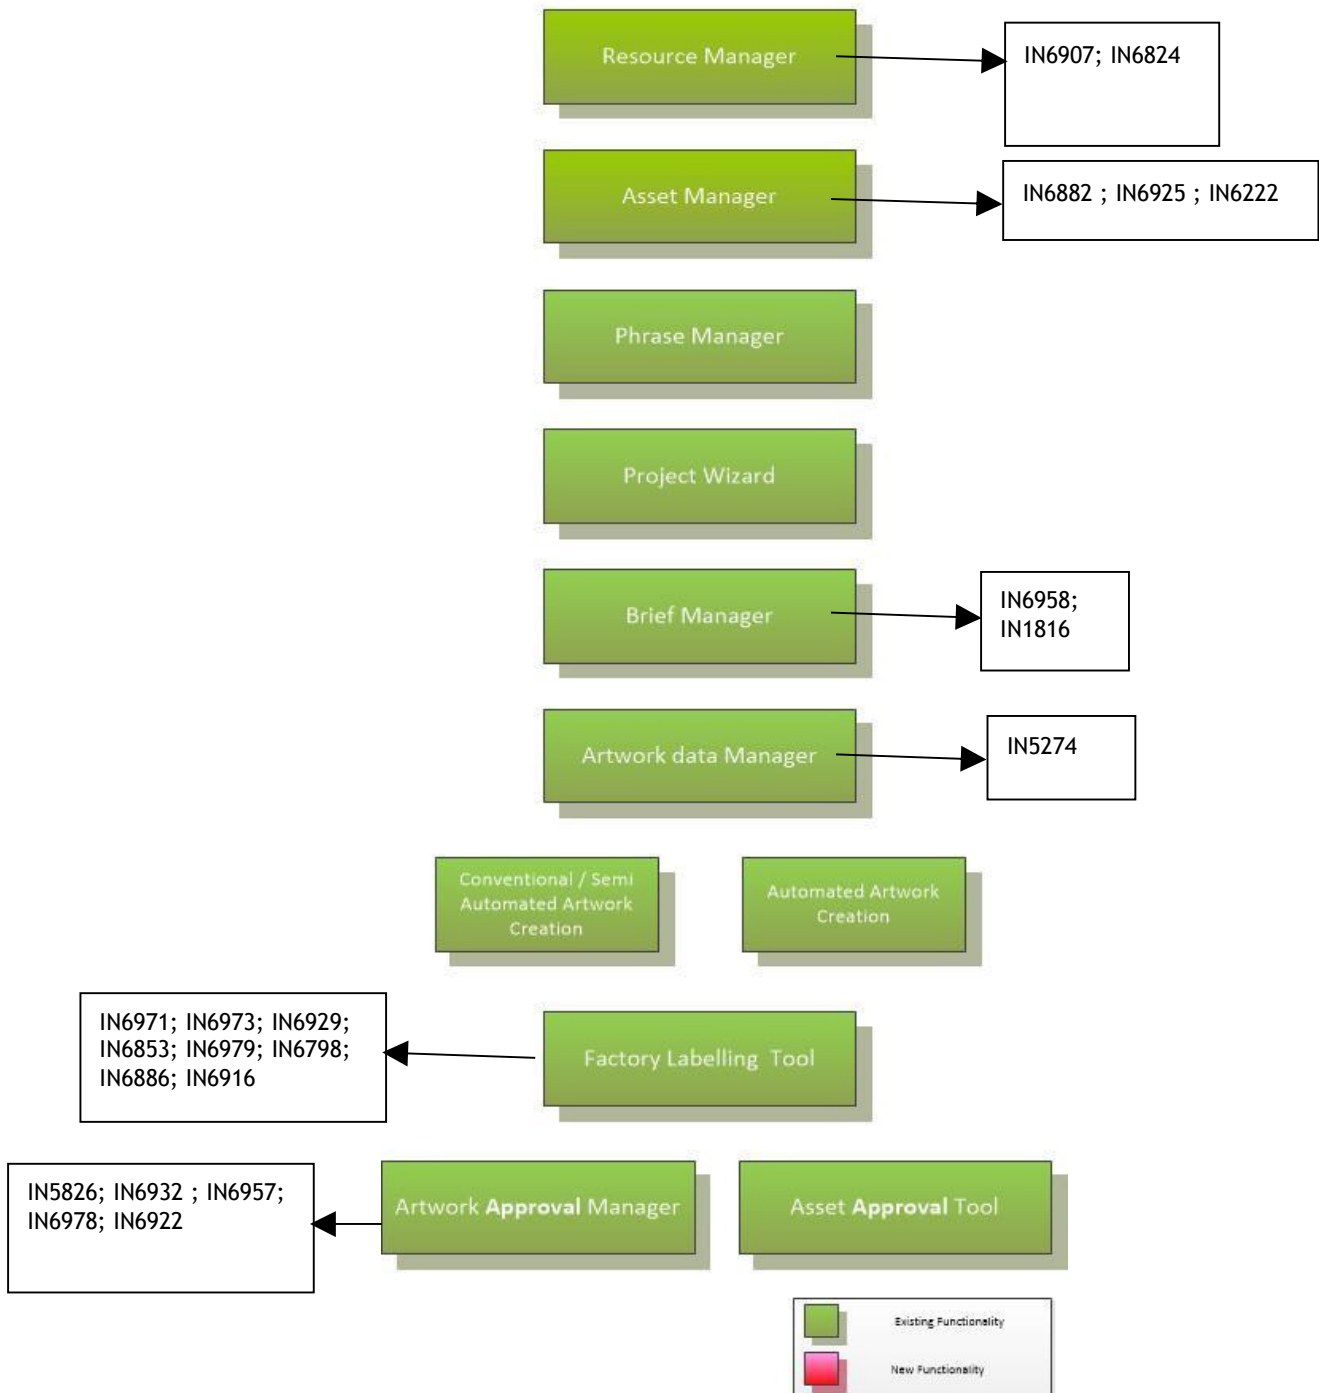 Resource Manager
IN6907; IN6824
Asset Manager
IN6882 ; IN6925 ; IN6222
Phrase Manager
Project Wizard
Brief Manager
IN6958;
IN1816
Artwork data Manager
IN5274
Conventional / Semi
Automated Artwork
Creation
Automated Artwork
Creation
IN6971; IN6973; IN6929;
IN6853; IN6979; IN6798;
IN6886; IN6916
Factory Labelling Tool
IN5826; IN6932 ; IN6957;
IN6978; IN6922
Artwork Approval Manager
Asset Approval Tool
Existing Functionality
New Functionality